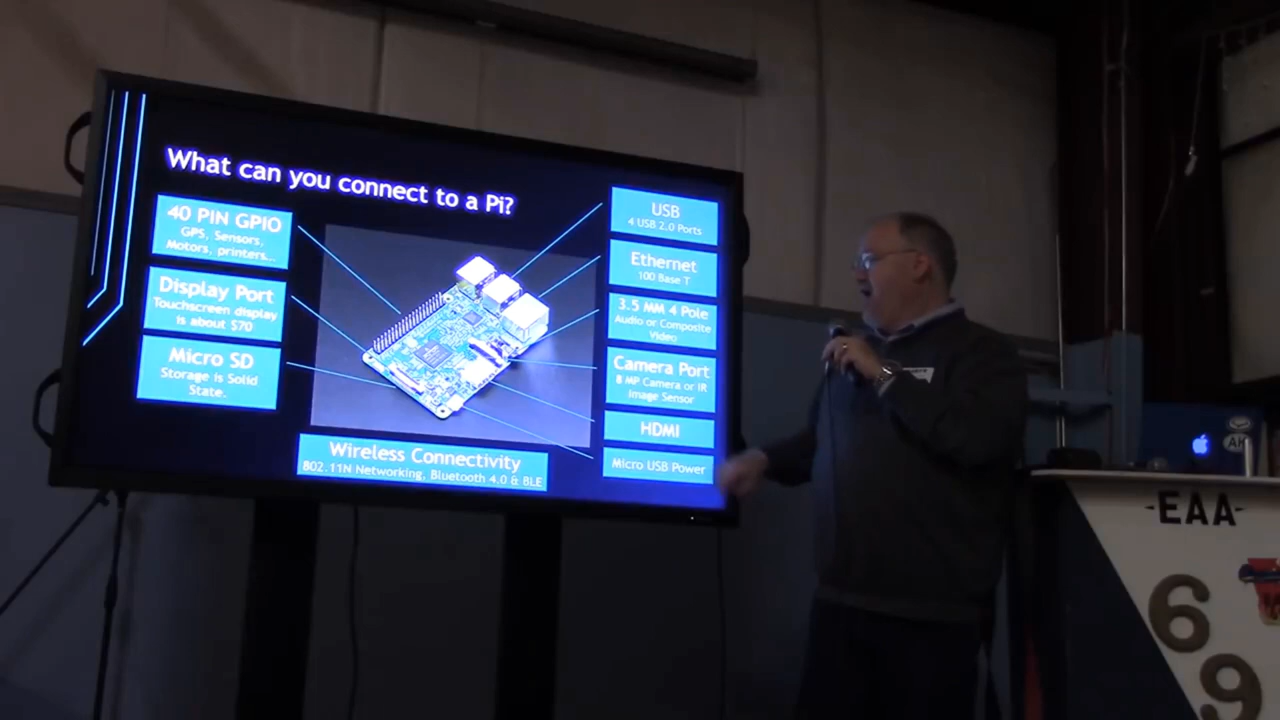 What can you connect to a Pi?
40 PIN GPIO
GPS, Sensors,
Motors, printers...
Display Port
Touchscreen display
is about $70
Micro SD
Storage is Solid
State.
USB
4 USB 2.0 Ports
Ethernet
100 Base T
3.5 MM 4 Pole
Audio or Composite
Video
Camera Port
8 MP Camera or IR
Image Sensor
HDMI
Micro USB Power
Wireless Connectivity
802.11N Networking, Bluetooth 4.0 & BLE
-EAA-
69